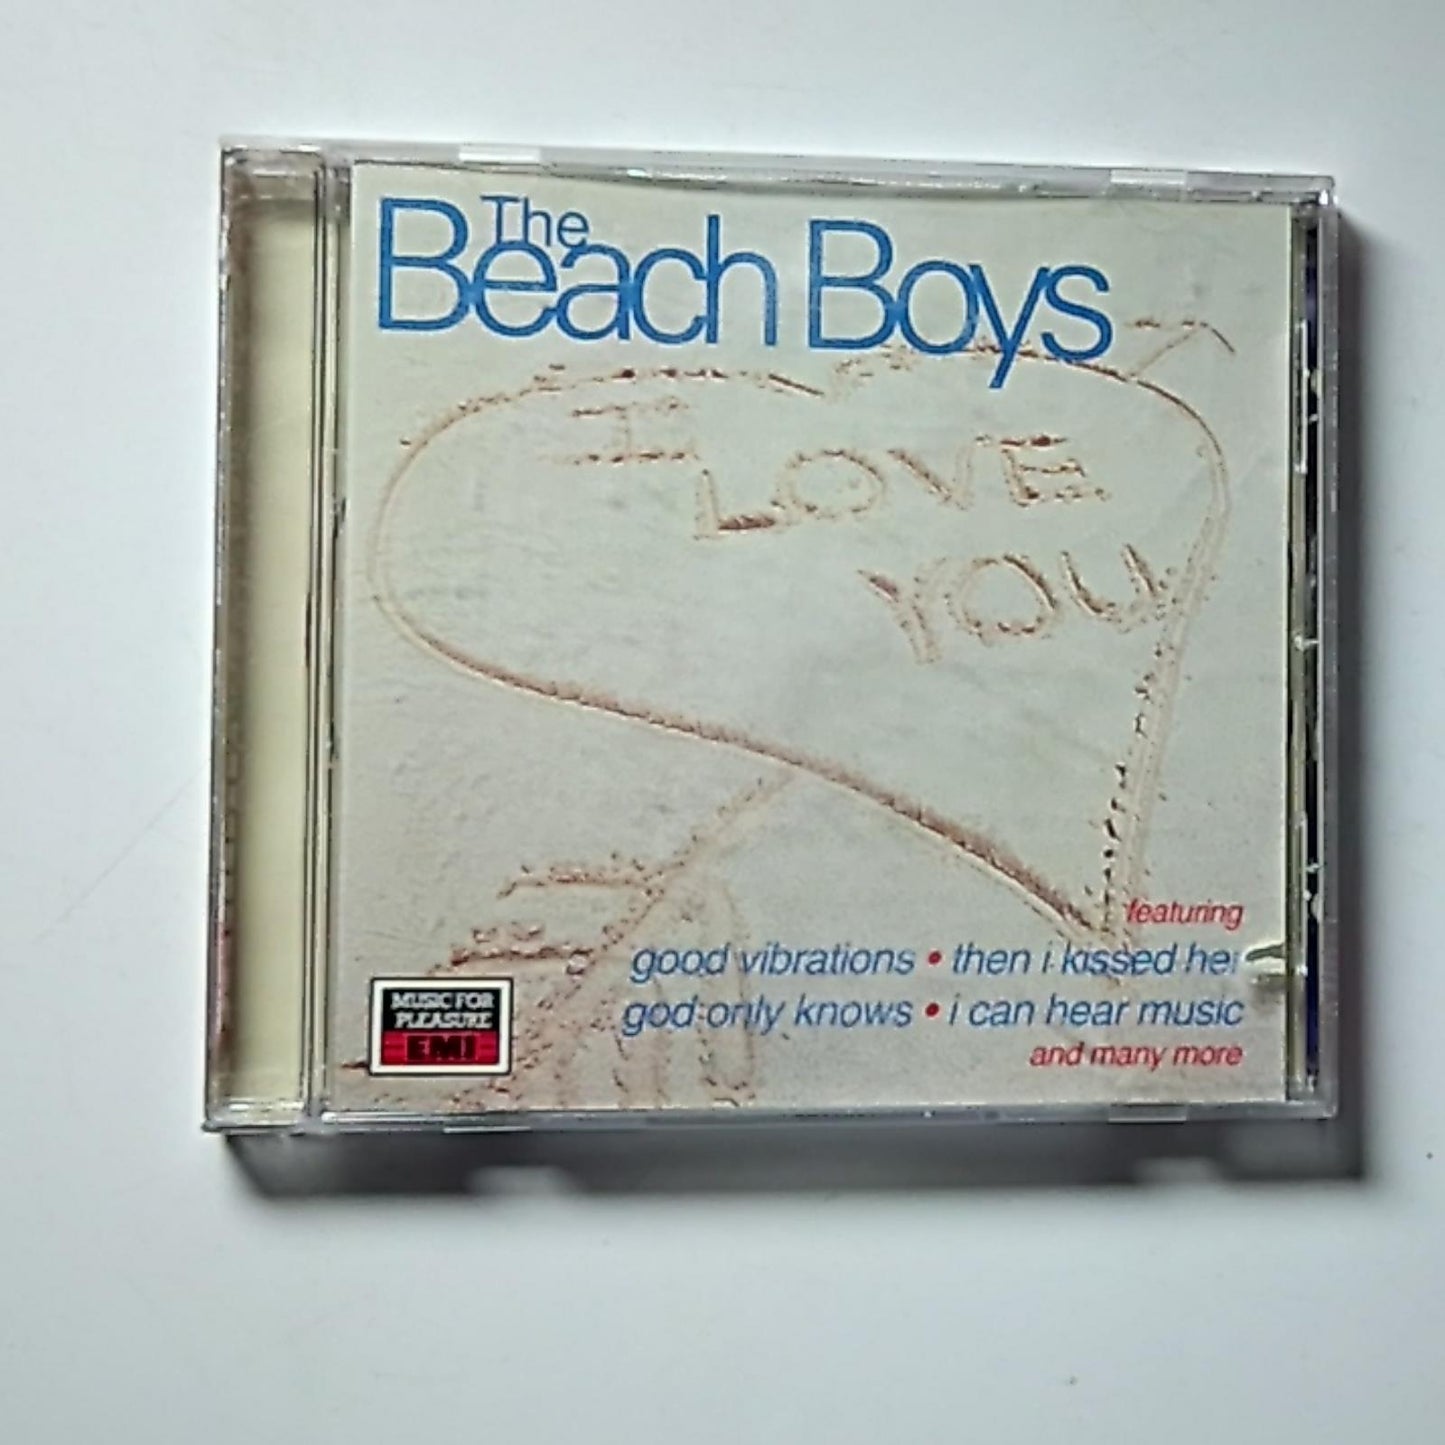 The
Beach Boys
I
LOVE
YOU
featuring
good vibrations • then i kissed her
god only knows • i can hear music
and many more
MUSIC FOR
PLEASURE
EMI